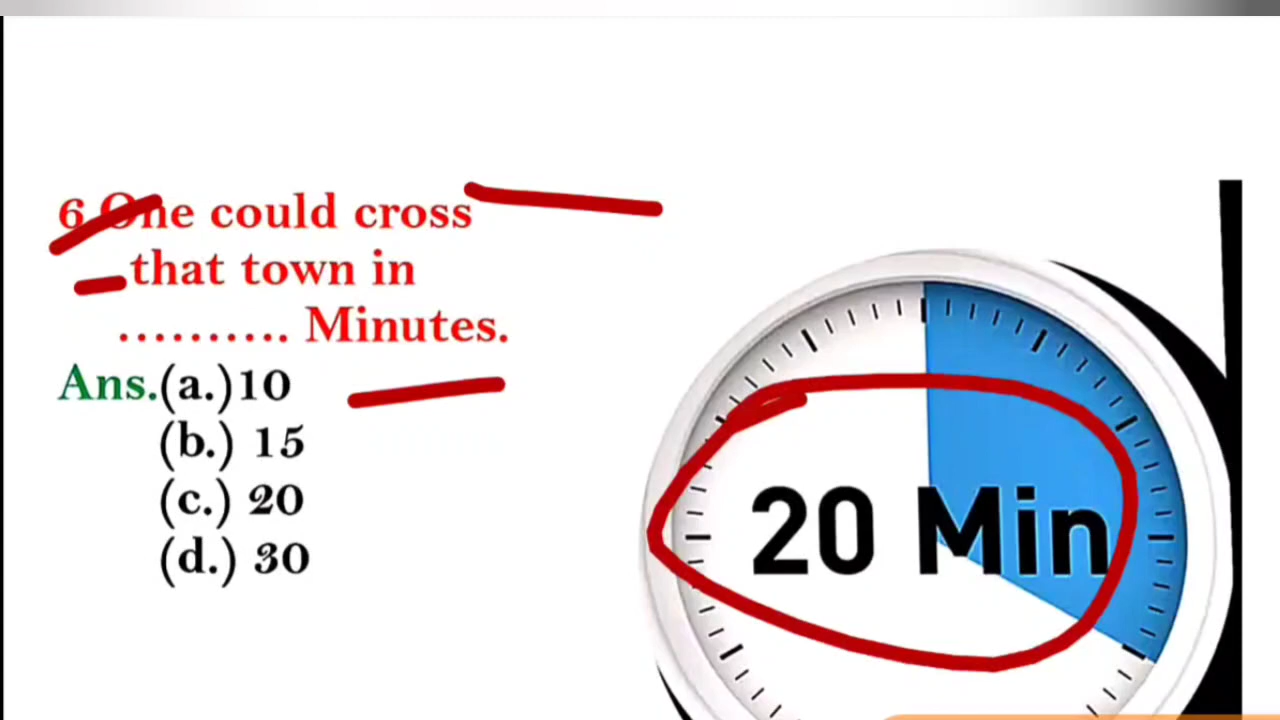 6 One could cross
that town in
.......... Minutes.
Ans.(a.)10
(b.) 15
(c.) 20
(d.) 30
20 Min